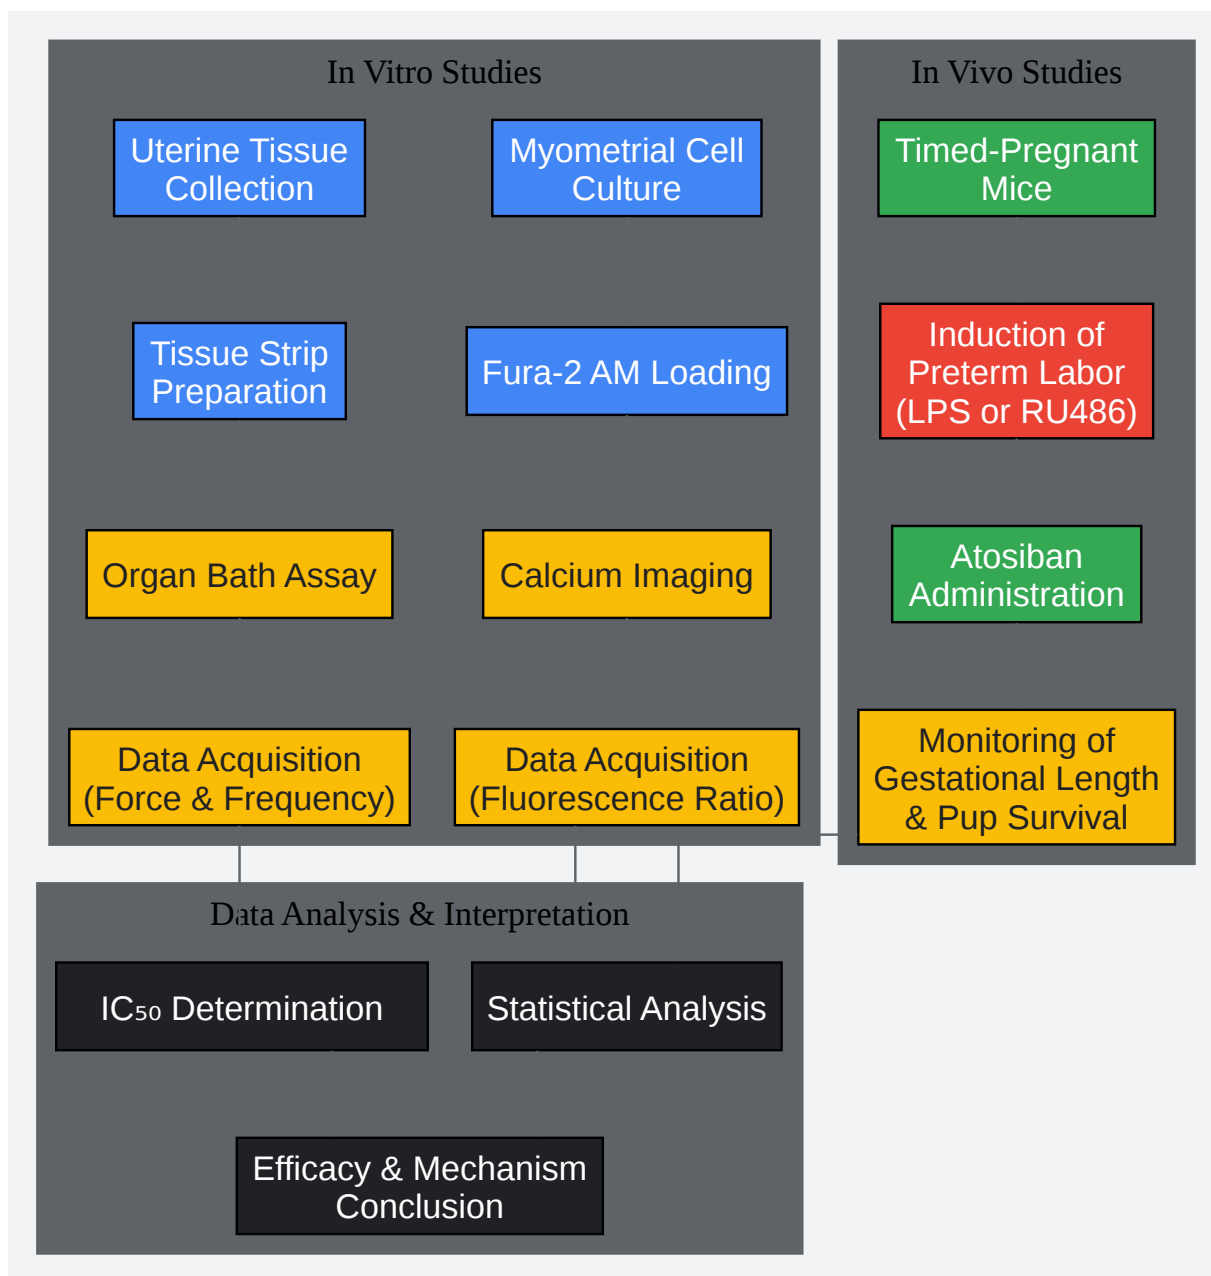 In Vitro Studies
Uterine Tissue
Collection
Myometrial Cell
Culture
Tissue Strip
Preparation
Fura-2 AM Loading
Organ Bath Assay
Calcium Imaging
Data Acquisition
(Force & Frequency)
Data Acquisition
(Fluorescence Ratio)
In Vivo Studies
Timed-Pregnant
Mice
Induction of
Preterm Labor
(LPS or RU486)
Atosiban
Administration
Monitoring of
Gestational Length
& Pup Survival
Data Analysis & Interpretation
IC₅₀ Determination
Statistical Analysis
Efficacy & Mechanism
Conclusion